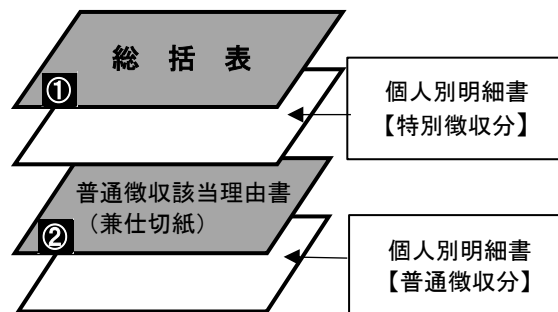 総 括 表
①
個人別明細書
【特別徴収分】
普通徴収該当理由書
（兼仕切紙）
②
個人別明細書
【普通徴収分】